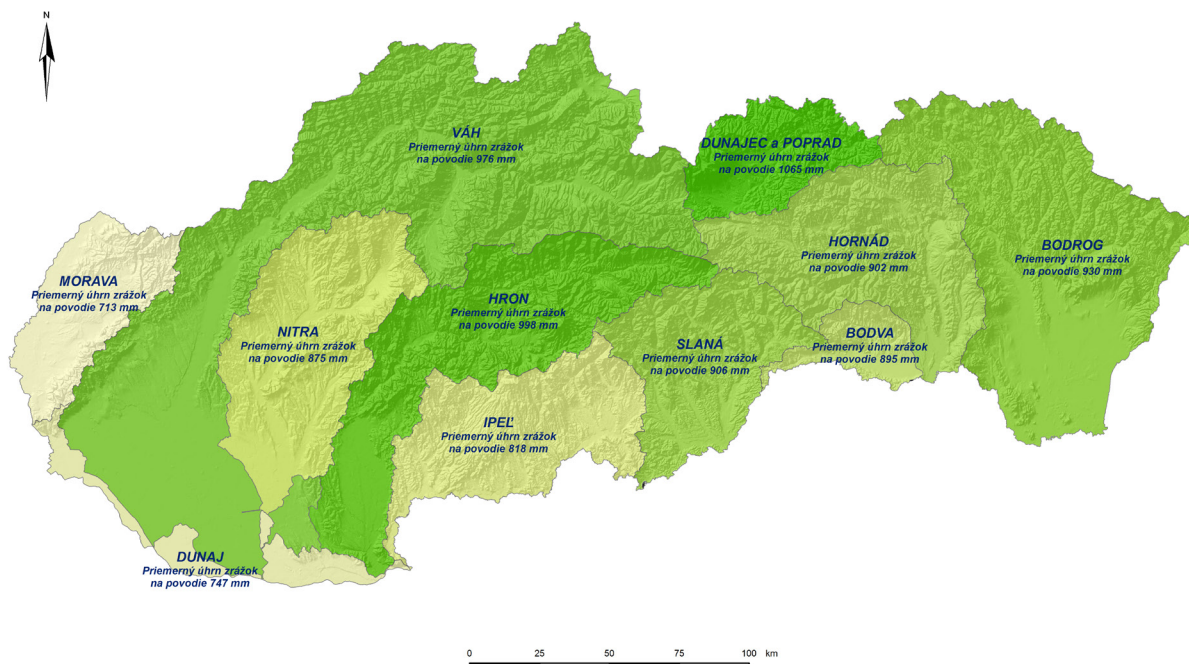 N
VÁH
Priemerný úhrn zrážok
na povodie 976 mm
DUNAJEC a POPRAD
Priemerný úhrn zrážok
na povodie 1065 mm
HORNÁD
Priemerný úhrn zrážok
na povodie 902 mm
BODROG
Priemerný úhrn zrážok
na povodie 930 mm
MORAVA
Priemerný úhrn zrážok
na povodie 713 mm
HRON
Priemerný úhrn zrážok
na povodie 998 mm
NITRA
Priemerný úhrn zrážok
na povodie 875 mm
SLANÁ
Priemerný úhrn zrážok
na povodie 906 mm
BODVA
Priemerný úhrn zrážok
na povodie 895 mm
IPEĽ
Priemerný úhrn zrážok
na povodie 818 mm
DUNAJ
Priemerný úhrn zrážok
na povodie 747 mm
0 25 50 75 100 km